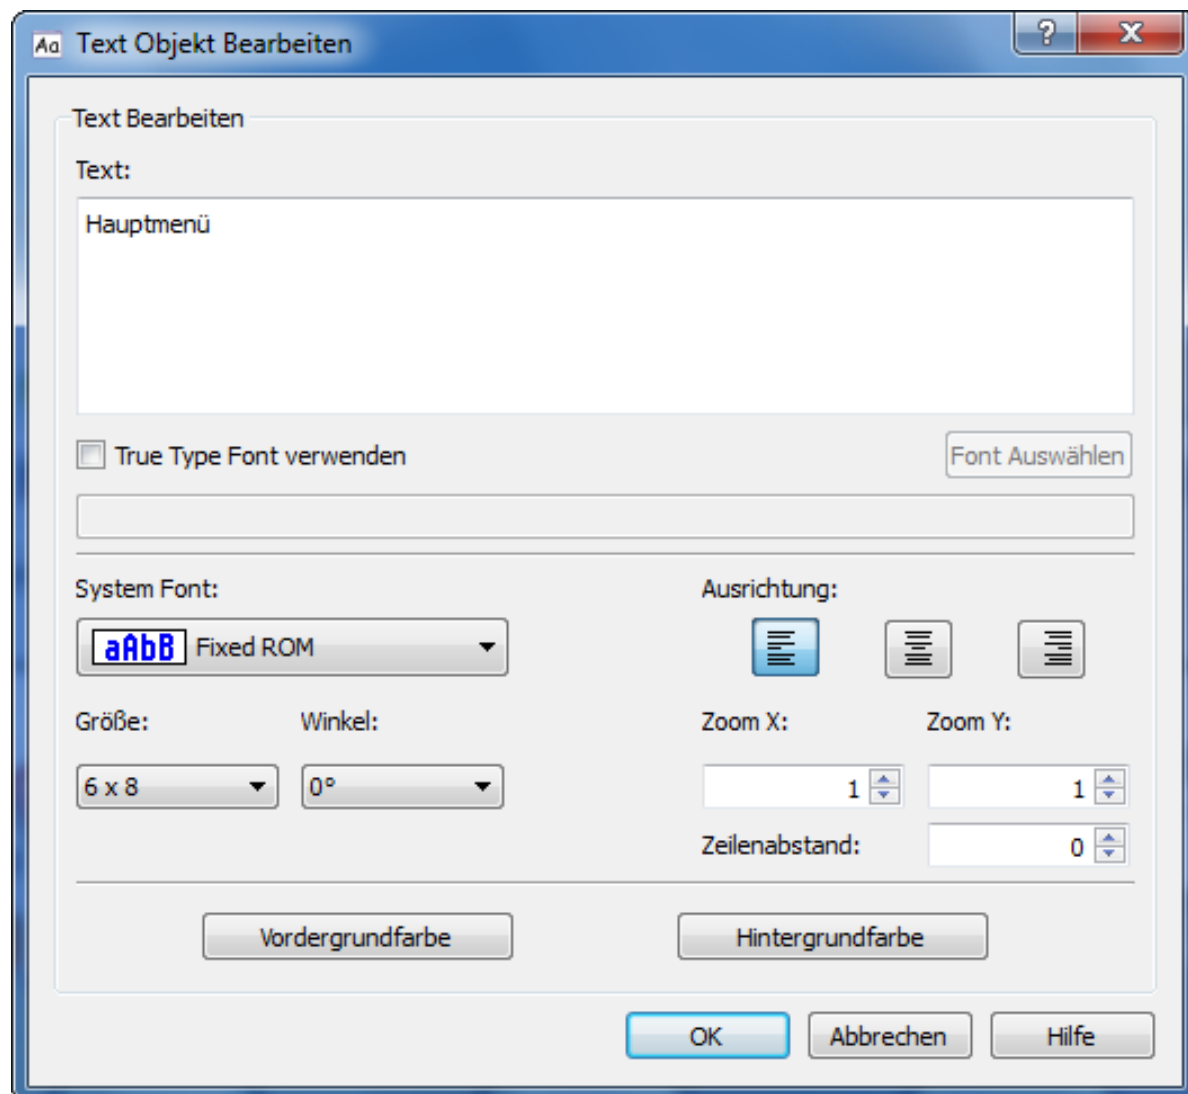 Aa Text Objekt Bearbeiten ? X
Text Bearbeiten
Text:
Hauptmenü
True Type Font verwenden Font Auswählen
System Font: Ausrichtung:
aAbB Fixed ROM
Größe: Winkel: Zoom X: Zoom Y:
6 x 8 0° 1 1
Zeilenabstand: 0
Vordergrundfarbe Hintergrundfarbe
OK Abbrechen Hilfe